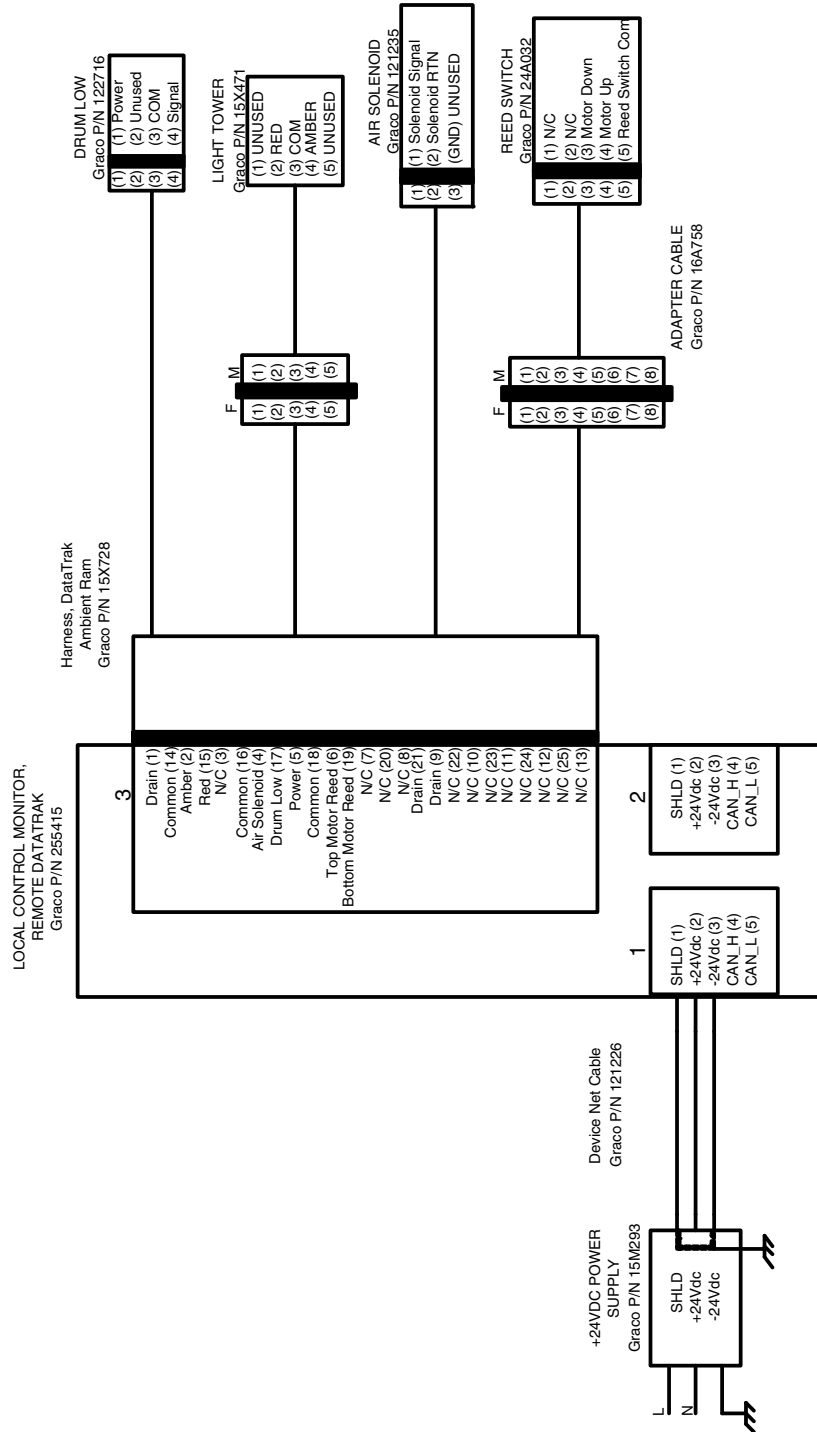 DRUM LOW
Graco P/N 122716
(1)
(2)
(3)
(4)
(1) Power
(2) Unused
(3) COM
(4) Signal
LIGHT TOWER
Graco P/N 15X471
(1) UNUSED
(2) RED
(3) COM
(4) AMBER
(5) UNUSED
F
M
(1)
(2)
(3)
(4)
(5)
(1)
(2)
(3)
(4)
(5)
AIR SOLENOID
Graco P/N 121235
(1)
(2)
(3)
(1) Solenoid Signal
(2) Solenoid RTN
(GND) UNUSED
REED SWITCH
Graco P/N 24A032
(1)
(2)
(3)
(4)
(5)
(1) N/C
(2) N/C
(3) Motor Down
(4) Motor Up
(5) Reed Switch Com
ADAPTER CABLE
Graco P/N 16A758
F
M
(1)
(2)
(3)
(4)
(5)
(6)
(7)
(8)
(1)
(2)
(3)
(4)
(5)
(6)
(7)
(8)
Harness, DataTrak
Ambient Ram
Graco P/N 15X728
LOCAL CONTROL MONITOR,
REMOTE DATATRAK
Graco P/N 255415
3
Drain (1)
Common (14)
Amber (2)
Red (15)
N/C (3)
Common (16)
Air Solenoid (4)
Drum Low (17)
Power (5)
Common (18)
Top Motor Reed (6)
Bottom Motor Reed (19)
N/C (7)
N/C (20)
N/C (8)
Drain (21)
Drain (9)
N/C (22)
N/C (10)
N/C (23)
N/C (11)
N/C (24)
N/C (12)
N/C (25)
N/C (13)
2
SHLD (1)
+24Vdc (2)
-24Vdc (3)
CAN_H (4)
CAN_L (5)
1
SHLD (1)
+24Vdc (2)
-24Vdc (3)
CAN_H (4)
CAN_L (5)
Device Net Cable
Graco P/N 121226
+24VDC POWER
SUPPLY
Graco P/N 15M293
SHLD
+24Vdc
-24Vdc
L
N